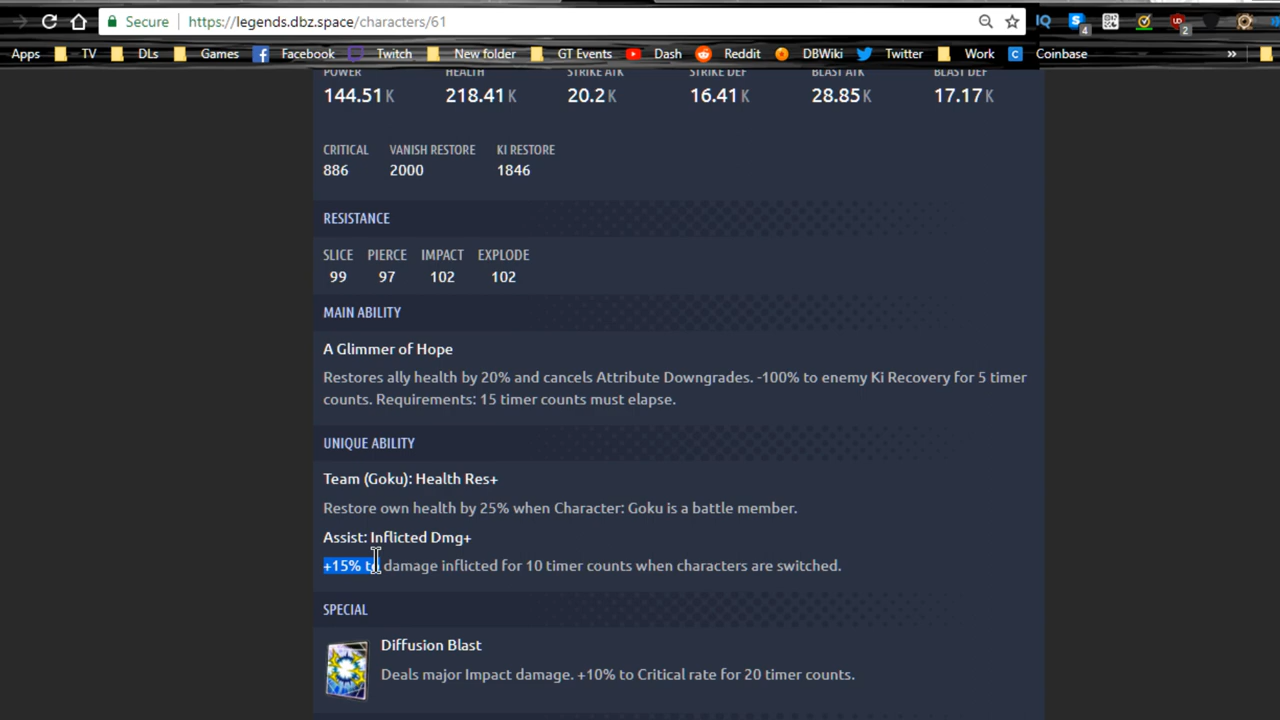 Secure https://legends.dbz.space/characters/61
IQ 4 UD 2
Apps TV DLs Games Facebook Twitch New folder GT Events Dash Reddit DBWiki Twitter Work C Coinbase »
POWER HEALTH STRIKE ATK STRIKE DEF BLAST ATK BLAST DEF
144.51 K 218.41 K 20.2 K 16.41 K 28.85 K 17.17 K
CRITICAL VANISH RESTORE KI RESTORE
886 2000 1846
RESISTANCE
SLICE PIERCE IMPACT EXPLODE
99 97 102 102
MAIN ABILITY
A Glimmer of Hope
Restores ally health by 20% and cancels Attribute Downgrades. -100% to enemy Ki Recovery for 5 timer
counts. Requirements: 15 timer counts must elapse.
UNIQUE ABILITY
Team (Goku): Health Res+
Restore own health by 25% when Character: Goku is a battle member.
Assist: Inflicted Dmg+
+15% to damage inflicted for 10 timer counts when characters are switched.
SPECIAL
Diffusion Blast
Deals major Impact damage. +10% to Critical rate for 20 timer counts.